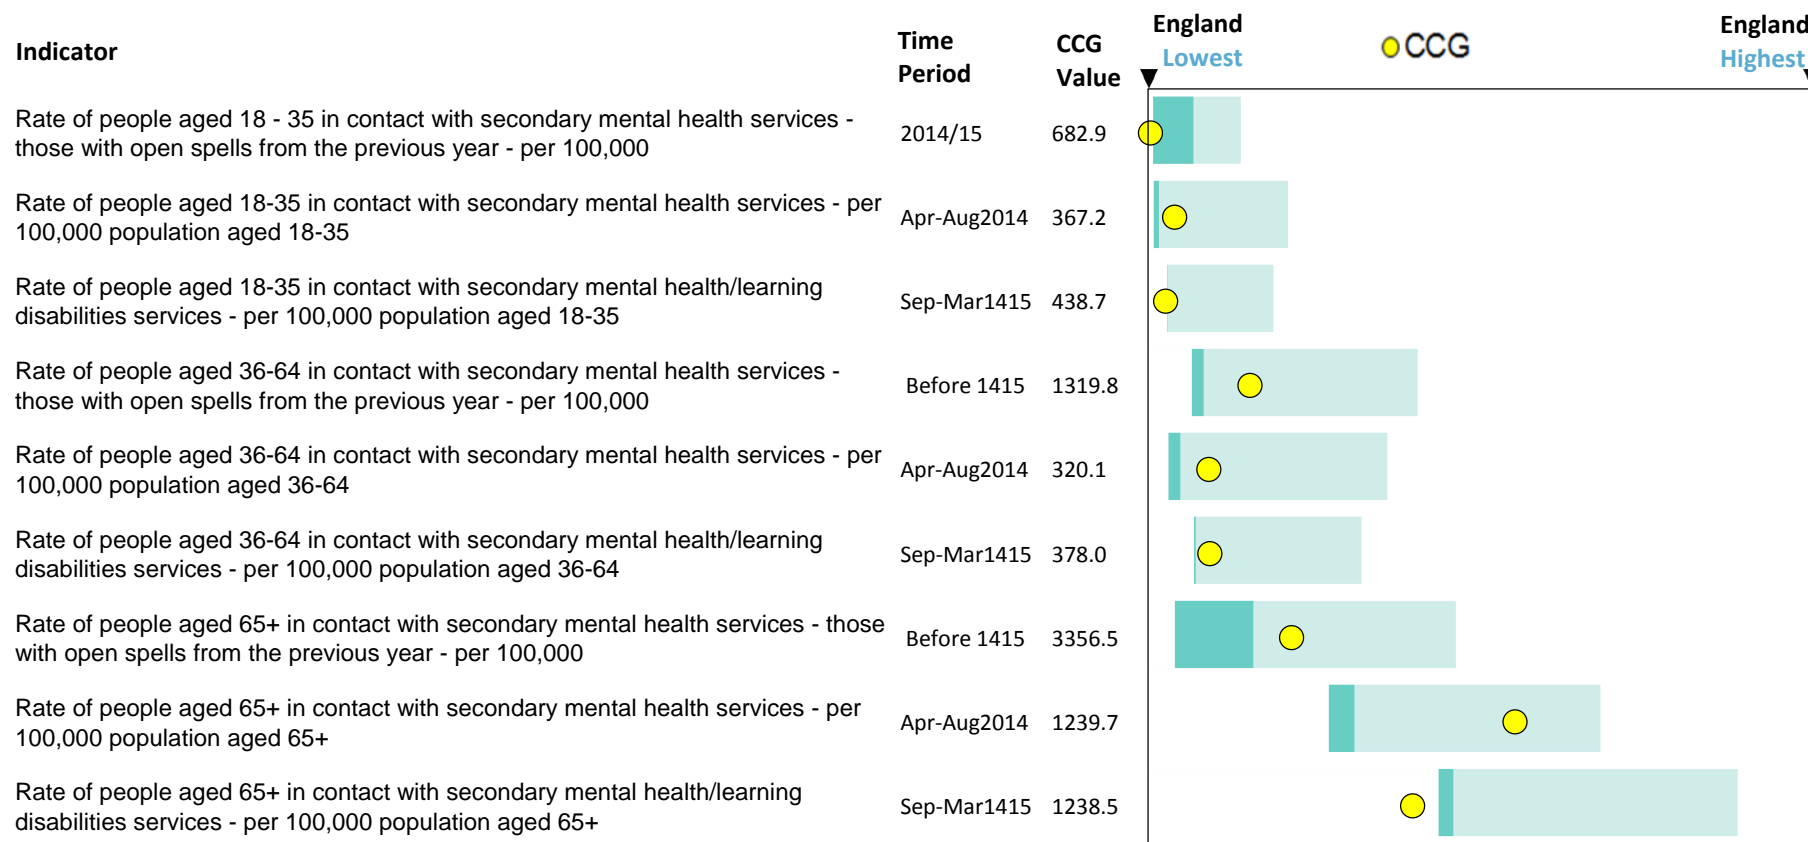 Indicator
Time
Period
CCG
Value
England
Lowest
CCG
England
Highest
Rate of people aged 18 - 35 in contact with secondary mental health services -
those with open spells from the previous year - per 100,000
2014/15
682.9
Rate of people aged 18-35 in contact with secondary mental health services - per
100,000 population aged 18-35
Apr-Aug2014
367.2
Rate of people aged 18-35 in contact with secondary mental health/learning
disabilities services - per 100,000 population aged 18-35
Sep-Mar1415
438.7
Rate of people aged 36-64 in contact with secondary mental health services -
those with open spells from the previous year - per 100,000
Before 1415
1319.8
Rate of people aged 36-64 in contact with secondary mental health services - per
100,000 population aged 36-64
Apr-Aug2014
320.1
Rate of people aged 36-64 in contact with secondary mental health/learning
disabilities services - per 100,000 population aged 36-64
Sep-Mar1415
378.0
Rate of people aged 65+ in contact with secondary mental health services - those
with open spells from the previous year - per 100,000
Before 1415
3356.5
Rate of people aged 65+ in contact with secondary mental health services - per
100,000 population aged 65+
Apr-Aug2014
1239.7
Rate of people aged 65+ in contact with secondary mental health/learning
disabilities services - per 100,000 population aged 65+
Sep-Mar1415
1238.5